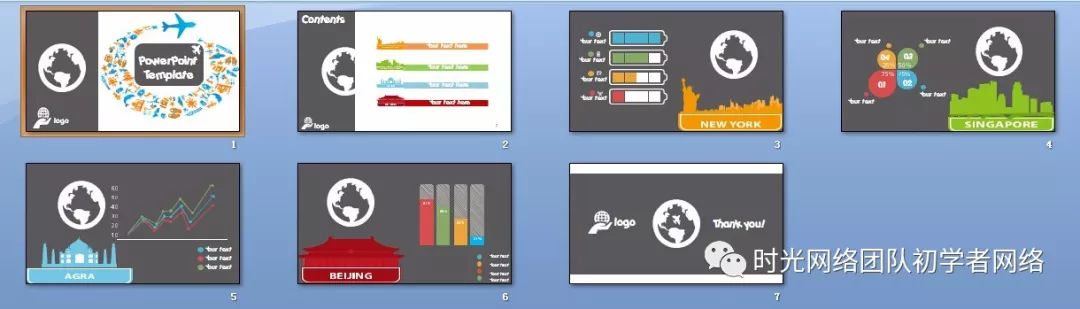 PowerPoint
Template
logo
1
Contents
Your text here
Your text here
Your text here
Your text here
logo
2
Your text
Your text
Your text
Your text
NEW YORK
3
Your text
Your text
04
03
25%
50%
75%
75%
01
02
Your text
Your text
SINGAPORE
4
60
50
40
30
20
10
Your text
Your text
Your text
AGRA
5
BEIJING
Your text
Your text
Your text
Your text
6
logo
Thank you!
7
时光网络团队初学者网络